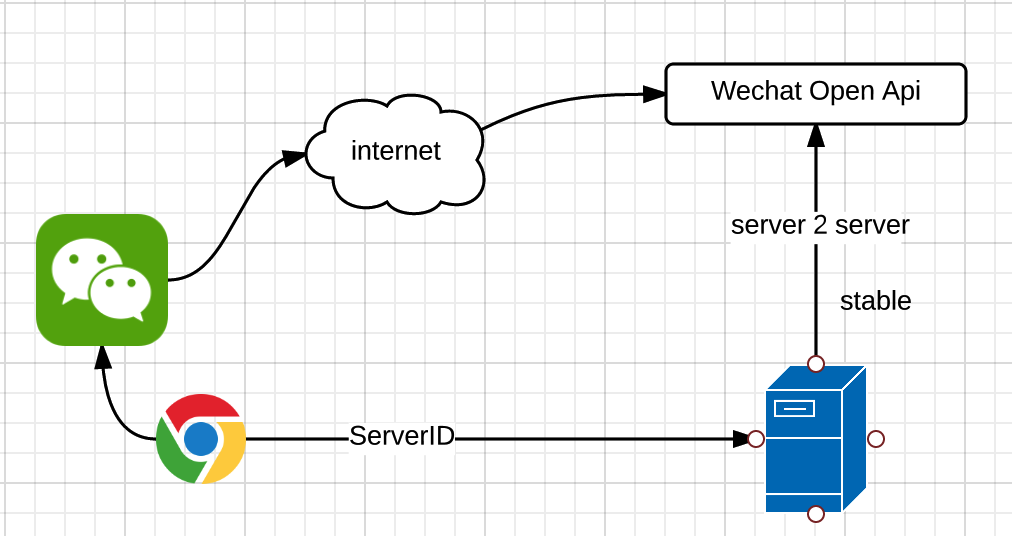 Wechat Open Api
internet
server 2 server
stable
ServerID